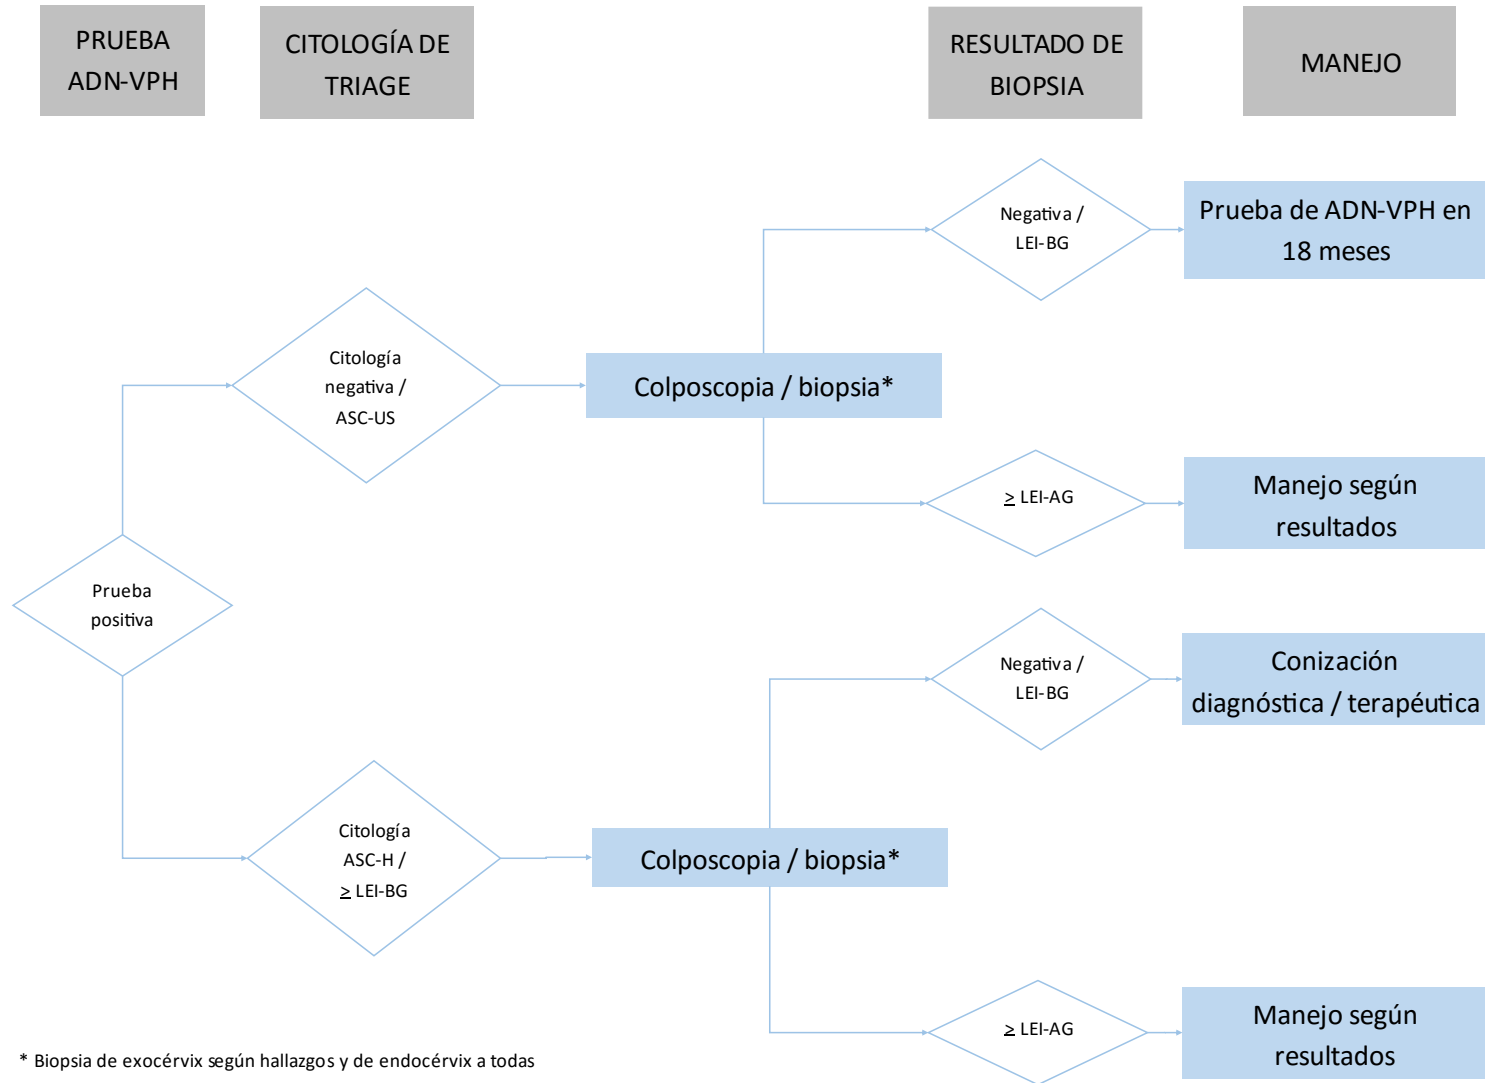 PRUEBA
ADN-VPH
CITOLOGÍA DE
TRIAGE
RESULTADO DE
BIOPSIA
MANEJO
Negativa /
LEI-BG
Prueba de ADN-VPH en
18 meses
Citología
negativa /
ASC-US
Colposcopia / biopsia*
≥ LEI-AG
Manejo según
resultados
Prueba
positiva
Negativa /
LEI-BG
Conización
diagnóstica / terapéutica
Citología
ASC-H /
≥ LEI-BG
Colposcopia / biopsia*
≥ LEI-AG
Manejo según
resultados
* Biopsia de exocérvix según hallazgos y de endocérvix a todas